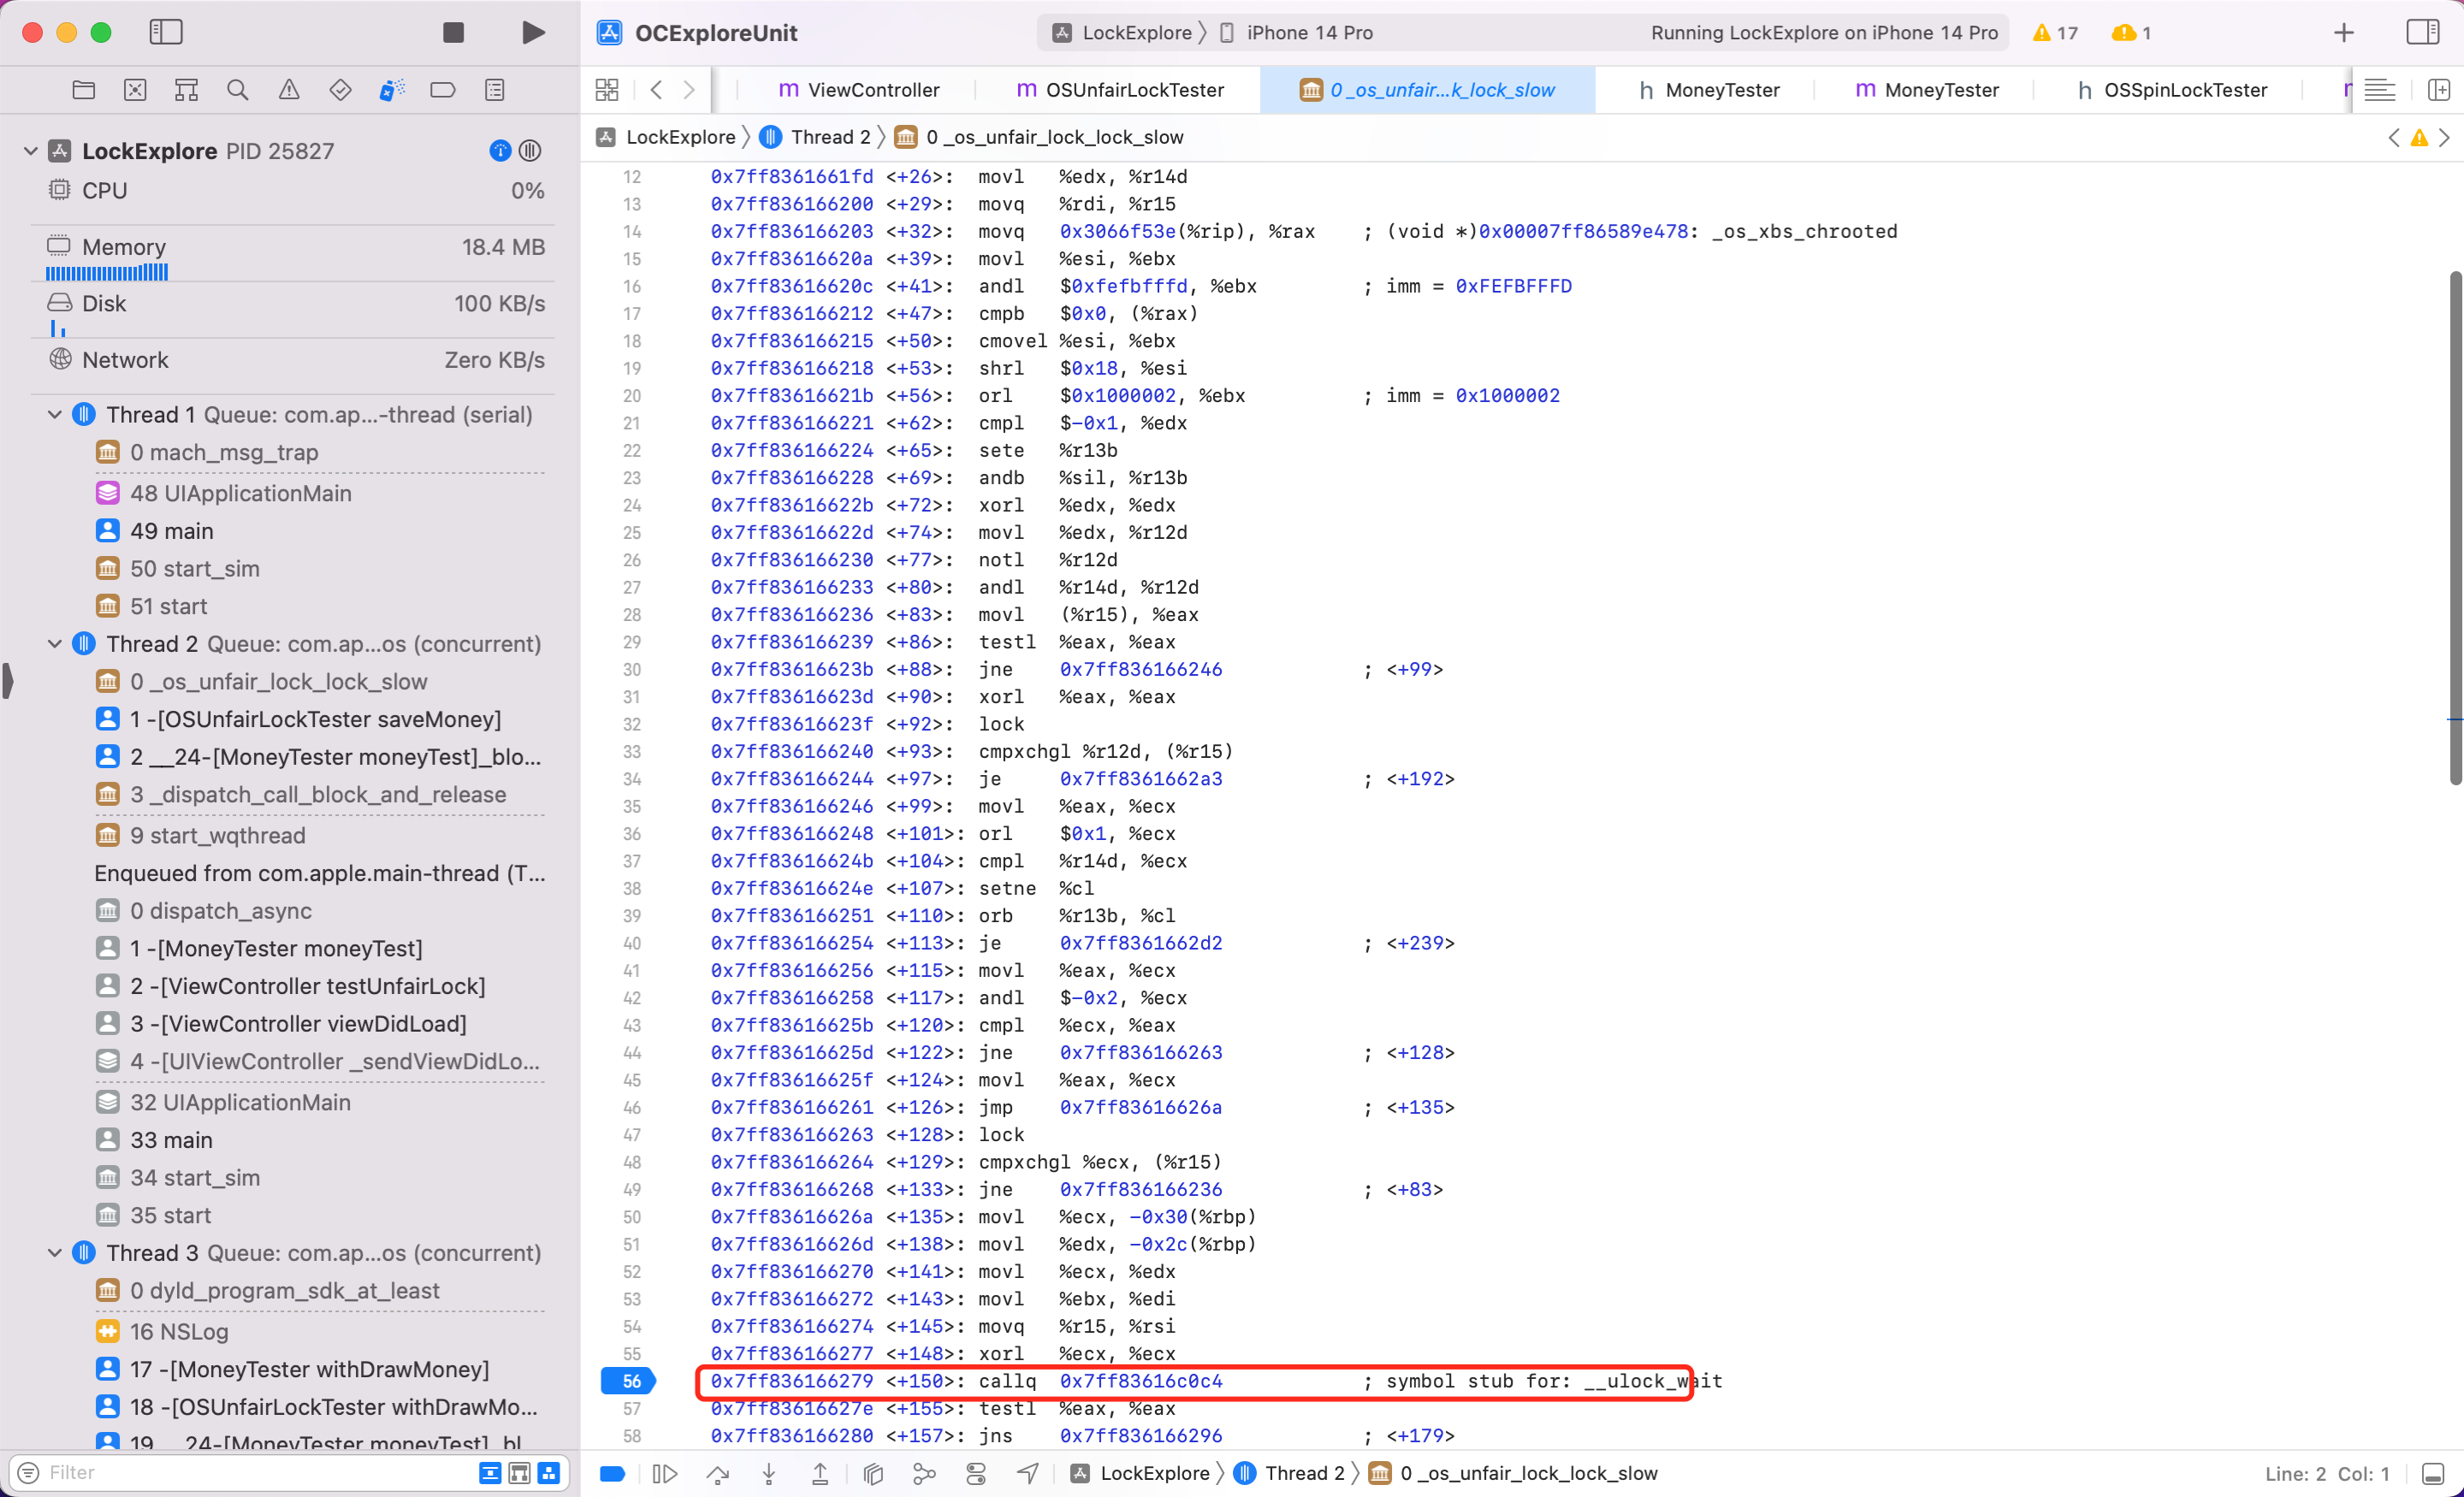 OCExploreUnit
LockExplore
iPhone 14 Pro
Running LockExplore on iPhone 14 Pro
17
1
ViewController
OSUnfairLockTester
0 _os_unfair...k_lock_slow
MoneyTester
MoneyTester
OSSpinLockTester
LockExplore PID 25827
CPU 0%
Memory 18.4 MB
Disk 100 KB/s
Network Zero KB/s
Thread 1 Queue: com.ap...-thread (serial)
0 mach_msg_trap
48 UIApplicationMain
49 main
50 start_sim
51 start
Thread 2 Queue: com.ap...os (concurrent)
0 _os_unfair_lock_lock_slow
1 -[OSUnfairLockTester saveMoney]
2 __24-[MoneyTester moneyTest]_blo...
3 _dispatch_call_block_and_release
9 start_wqthread
Enqueued from com.apple.main-thread (T...
0 dispatch_async
1 -[MoneyTester moneyTest]
2 -[ViewController testUnfairLock]
3 -[ViewController viewDidLoad]
4 -[UIViewController _sendViewDidLo...
32 UIApplicationMain
33 main
34 start_sim
35 start
Thread 3 Queue: com.ap...os (concurrent)
0 dyld_program_sdk_at_least
16 NSLog
17 -[MoneyTester withDrawMoney]
18 -[OSUnfairLockTester withDrawMo...
19 __24-[MoneyTester moneyTest]_bl...
Filter
LockExplore
Thread 2
0 _os_unfair_lock_lock_slow
12 0x7ff8361661fd <+26>: movl %edx, %r14d
13 0x7ff836166200 <+29>: movq %rdi, %r15
14 0x7ff836166203 <+32>: movq 0x3066f53e(%rip), %rax ; (void *)0x00007ff86589e478: _os_xbs_chrooted
15 0x7ff83616620a <+39>: movl %esi, %ebx
16 0x7ff83616620c <+41>: andl $0xfefbfffd, %ebx ; imm = 0xFEFBFFFD
17 0x7ff836166212 <+47>: cmpb $0x0, (%rax)
18 0x7ff836166215 <+50>: cmovel %esi, %ebx
19 0x7ff836166218 <+53>: shrl $0x18, %esi
20 0x7ff83616621b <+56>: orl $0x1000002, %ebx ; imm = 0x1000002
21 0x7ff836166221 <+62>: cmpl $-0x1, %edx
22 0x7ff836166224 <+65>: sete %r13b
23 0x7ff836166228 <+69>: andb %sil, %r13b
24 0x7ff83616622b <+72>: xorl %edx, %edx
25 0x7ff83616622d <+74>: movl %edx, %r12d
26 0x7ff836166230 <+77>: notl %r12d
27 0x7ff836166233 <+80>: andl %r14d, %r12d
28 0x7ff836166236 <+83>: movl (%r15), %eax
29 0x7ff836166239 <+86>: testl %eax, %eax
30 0x7ff83616623b <+88>: jne 0x7ff836166246 ; <+99>
31 0x7ff83616623d <+90>: xorl %eax, %eax
32 0x7ff83616623f <+92>: lock
33 0x7ff836166240 <+93>: cmpxchgl %r12d, (%r15)
34 0x7ff836166244 <+97>: je 0x7ff8361662a3 ; <+192>
35 0x7ff836166246 <+99>: movl %eax, %ecx
36 0x7ff836166248 <+101>: orl $0x1, %ecx
37 0x7ff83616624b <+104>: cmpl %r14d, %ecx
38 0x7ff83616624e <+107>: setne %cl
39 0x7ff836166251 <+110>: orb %r13b, %cl
40 0x7ff836166254 <+113>: je 0x7ff8361662d2 ; <+239>
41 0x7ff836166256 <+115>: movl %eax, %ecx
42 0x7ff836166258 <+117>: andl $-0x2, %ecx
43 0x7ff83616625b <+120>: cmpl %ecx, %eax
44 0x7ff83616625d <+122>: jne 0x7ff836166263 ; <+128>
45 0x7ff83616625f <+124>: movl %eax, %ecx
46 0x7ff836166261 <+126>: jmp 0x7ff83616626a ; <+135>
47 0x7ff836166263 <+128>: lock
48 0x7ff836166264 <+129>: cmpxchgl %ecx, (%r15)
49 0x7ff836166268 <+133>: jne 0x7ff836166236 ; <+83>
50 0x7ff83616626a <+135>: movl %ecx, -0x30(%rbp)
51 0x7ff83616626d <+138>: movl %edx, -0x2c(%rbp)
52 0x7ff836166270 <+141>: movl %ecx, %edx
53 0x7ff836166272 <+143>: movl %ebx, %edi
54 0x7ff836166274 <+145>: movq %r15, %rsi
55 0x7ff836166277 <+148>: xorl %ecx, %ecx
56 0x7ff836166279 <+150>: callq 0x7ff83616c0c4 ; symbol stub for: __ulock_wait
57 0x7ff83616627e <+155>: testl %eax, %eax
58 0x7ff836166280 <+157>: jns 0x7ff836166296 ; <+179>
LockExplore
Thread 2
0 _os_unfair_lock_lock_slow
Line: 2 Col: 1